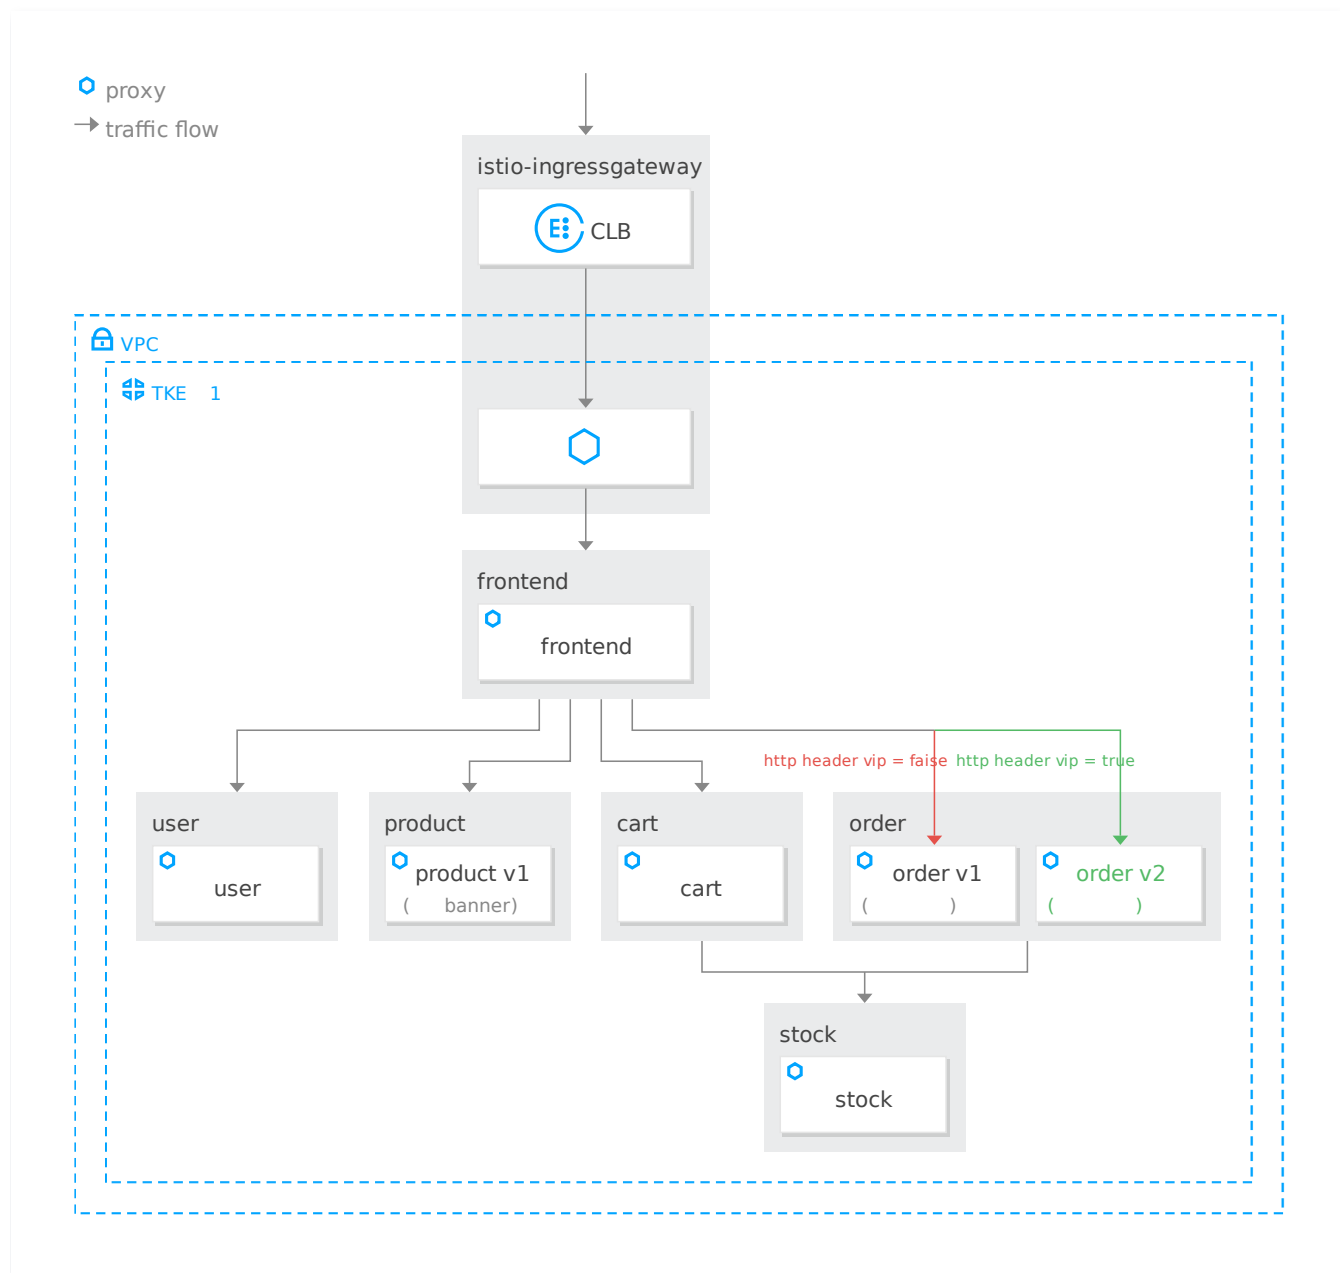 proxy
traffic flow
istio-ingressgateway
CLB
VPC
TKE 1
frontend
frontend
http header vip = faise http header vip = true
user
product
cart
order
user
product v1
( banner)
cart
order v1
( )
order v2
( )
stock
stock